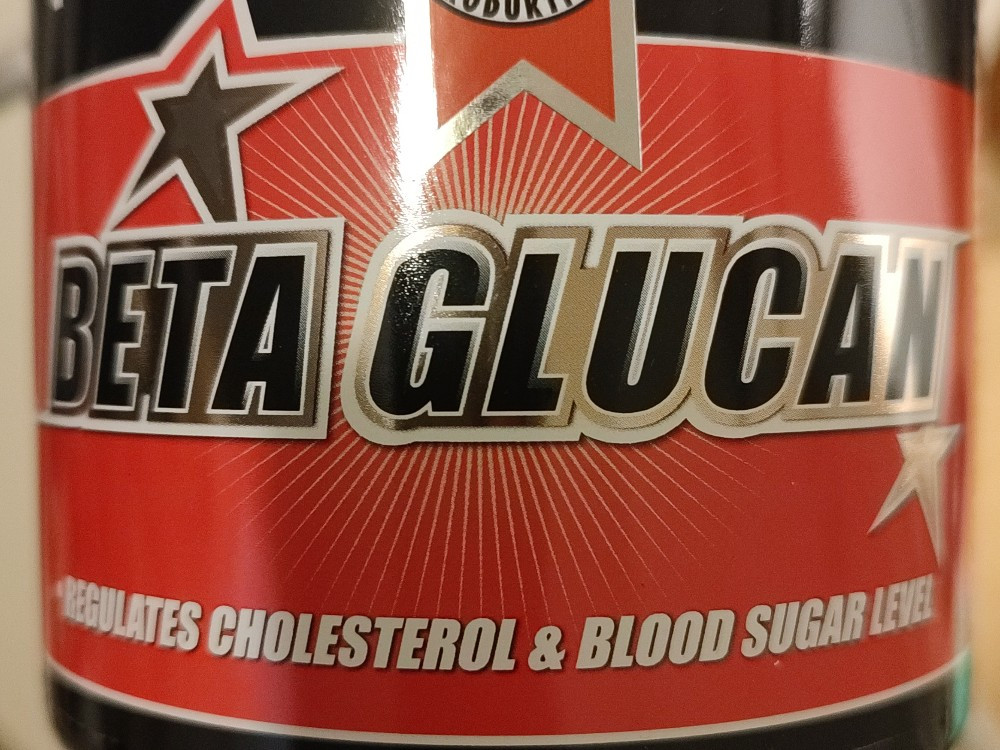 BETA GLUCAN
• REGULATES CHOLESTEROL & BLOOD SUGAR LEVEL